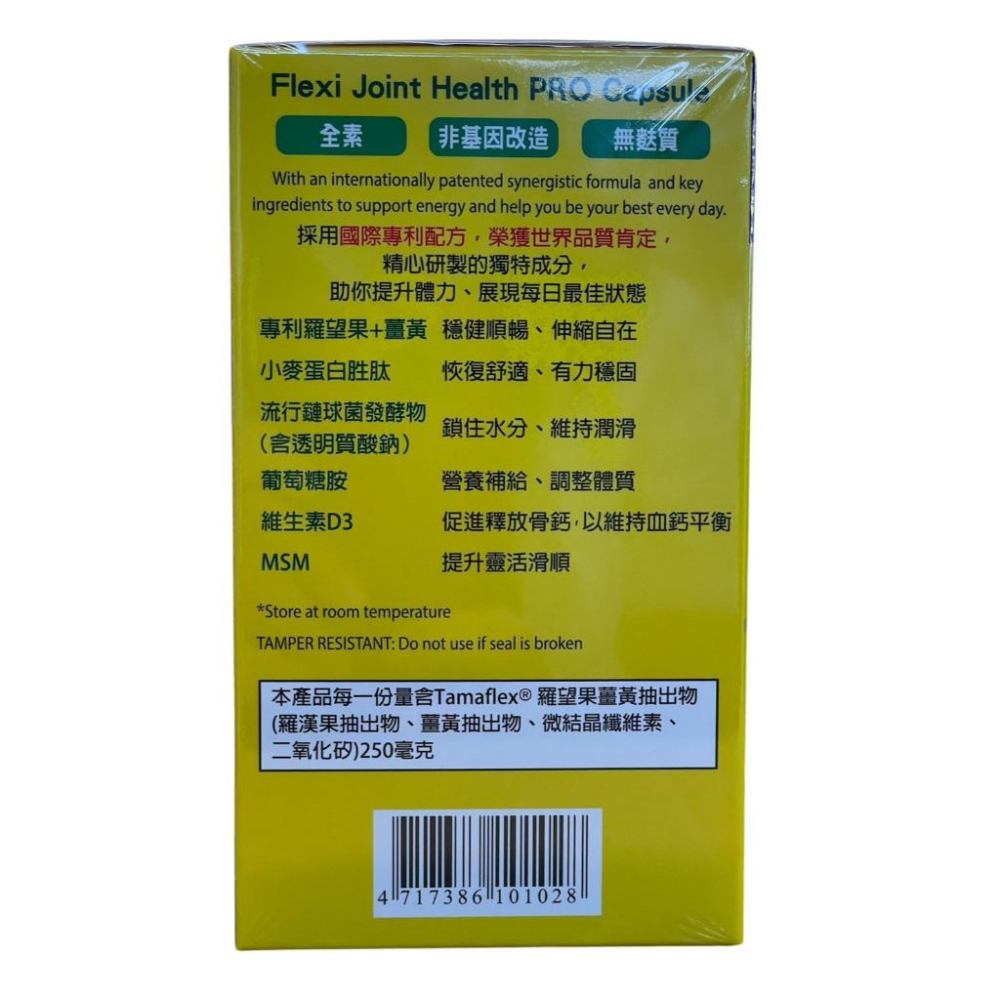 Flexi Joint Health PRO Capsule
全素 非基因改造 無麩質
With an internationally patented synergistic formula and key
ingredients to support energy and help you be your best every day.
採用國際專利配方，榮獲世界品質肯定，
精心研製的獨特成分，
助你提升體力、展現每日最佳狀態
專利羅望果+薑黃 穩健順暢、伸縮自在
小麥蛋白胜肽 恢復舒適、有力穩固
流行鏈球菌發酵物
（含透明質酸鈉） 鎖住水分、維持潤滑
葡萄糖胺 營養補給、調整體質
維生素D3 促進釋放骨鈣，以維持血鈣平衡
MSM 提升靈活滑順
*Store at room temperature
TAMPER RESISTANT: Do not use if seal is broken
本產品每一份量含Tamaflex® 羅望果薑黃抽出物
(羅漢果抽出物、薑黃抽出物、微結晶纖維素、
二氧化矽)250毫克
4 717386 101028